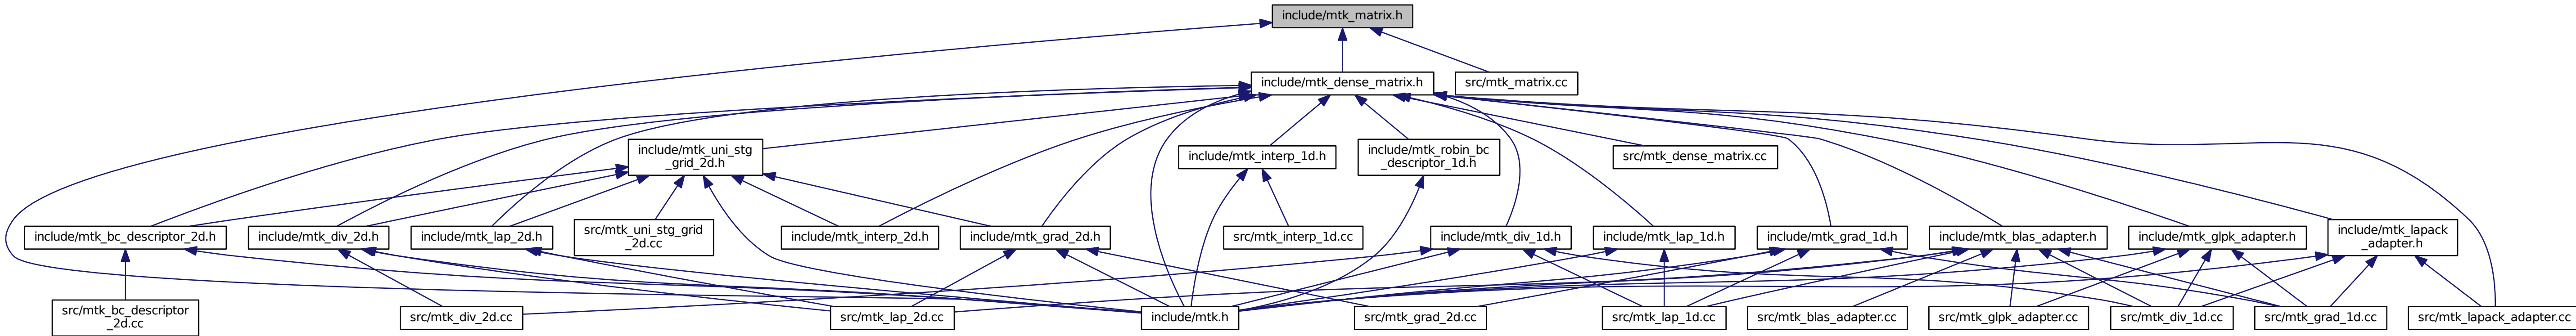 include/mtk_matrix.h
include/mtk_dense_matrix.h
src/mtk_matrix.cc
include/mtk_uni_stg
_grid_2d.h
include/mtk_interp_1d.h
include/mtk_robin_bc
_descriptor_1d.h
src/mtk_dense_matrix.cc
include/mtk_bc_descriptor_2d.h
include/mtk_div_2d.h
include/mtk_lap_2d.h
src/mtk_uni_stg_grid
_2d.cc
include/mtk_interp_2d.h
include/mtk_grad_2d.h
src/mtk_interp_1d.cc
include/mtk_div_1d.h
include/mtk_lap_1d.h
include/mtk_grad_1d.h
include/mtk_blas_adapter.h
include/mtk_glpk_adapter.h
include/mtk_lapack
_adapter.h
src/mtk_bc_descriptor
_2d.cc
src/mtk_div_2d.cc
src/mtk_lap_2d.cc
include/mtk.h
src/mtk_grad_2d.cc
src/mtk_lap_1d.cc
src/mtk_blas_adapter.cc
src/mtk_glpk_adapter.cc
src/mtk_div_1d.cc
src/mtk_grad_1d.cc
src/mtk_lapack_adapter.cc